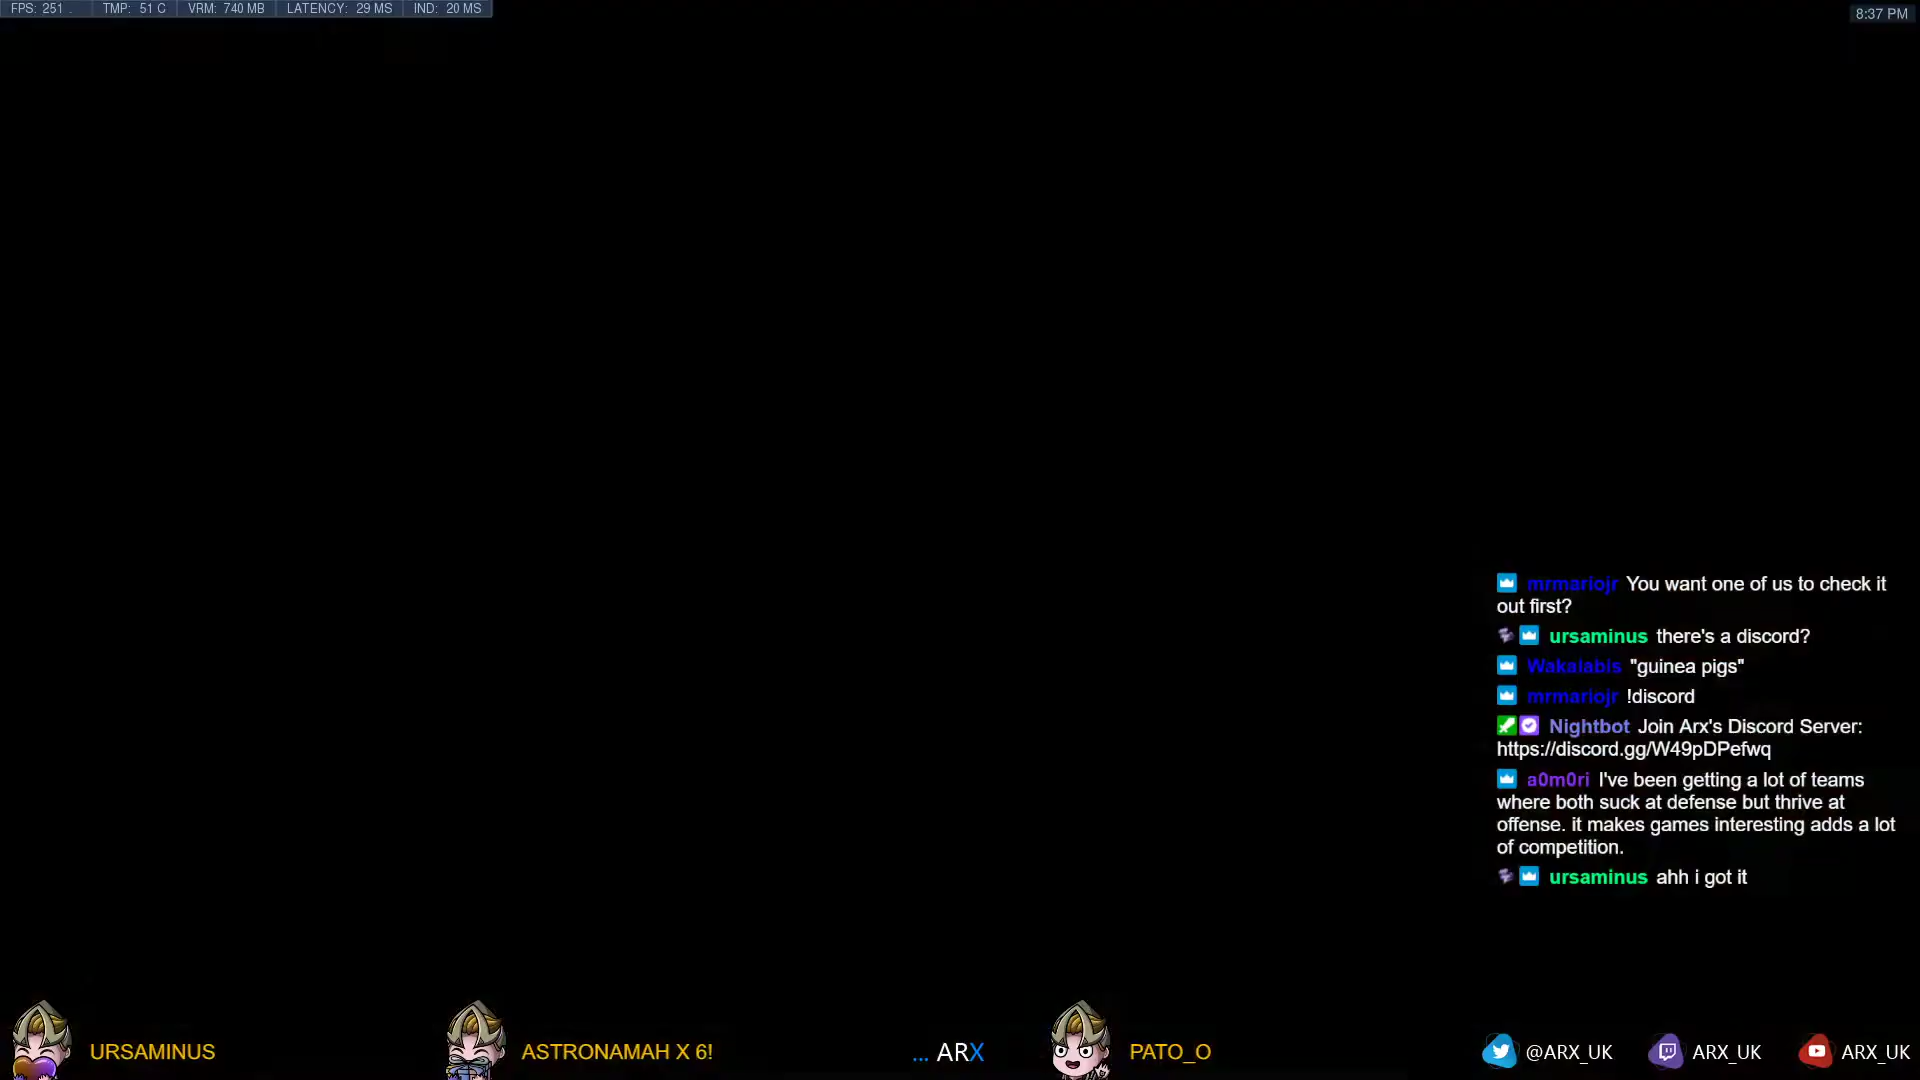 FPS: 251 TMP: 51 C VRM: 740 MB LATENCY: 29 MS IND: 20 MS
8:37 PM
mrmariojr You want one of us to check it
out first?
ursaminus there's a discord?
Wakalabis "guinea pigs"
mrmariojr !discord
Nightbot Join Arx's Discord Server:
https://discord.gg/W49pDPefwq
a0m0ri I've been getting a lot of teams
where both suck at defense but thrive at
offense. it makes games interesting adds a lot
of competition.
ursaminus ahh i got it
URSAMINUS ASTRONAMAH X 6! ... ARX PATO_O @ARX_UK ARX_UK ARX_UK